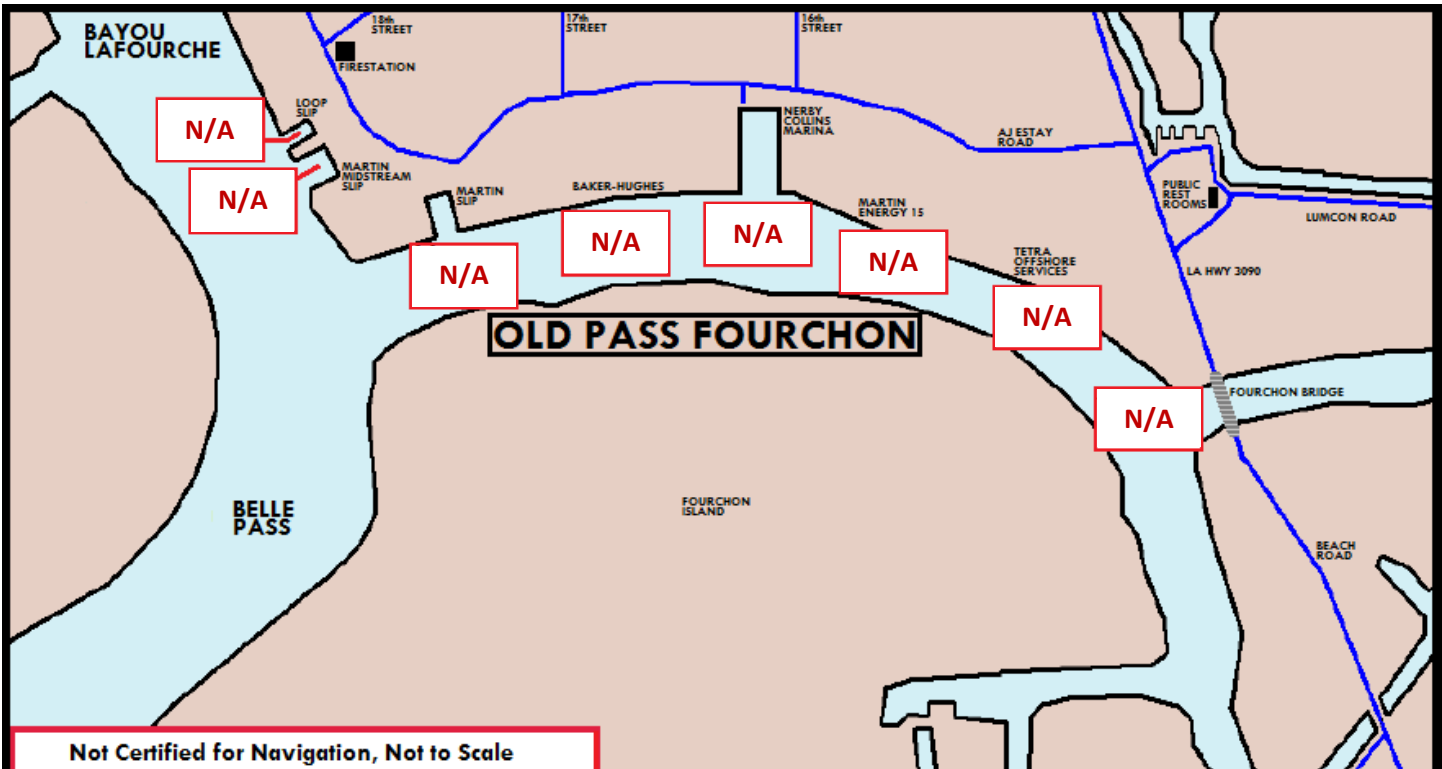 BAYOU
LAFOURCHE
18th
STREET
17th
STREET
16th
STREET
FIRESTATION
LOOP
SLIP
N/A
NERBY
COLLINS
MARINA
AJ ESTAY
ROAD
MARTIN
MIDSTREAM
SLIP
N/A
MARTIN
SLIP
BAKER-HUGHES
PUBLIC
REST
ROOMS
MARTIN
ENERGY 15
LUMCON ROAD
N/A
N/A
N/A
N/A
TETRA
OFFSHORE
SERVICES
LA HWY 3090
N/A
OLD PASS FOURCHON
N/A
FOURCHON BRIDGE
BELLE
PASS
FOURCHON
ISLAND
BEACH
ROAD
Not Certified for Navigation, Not to Scale